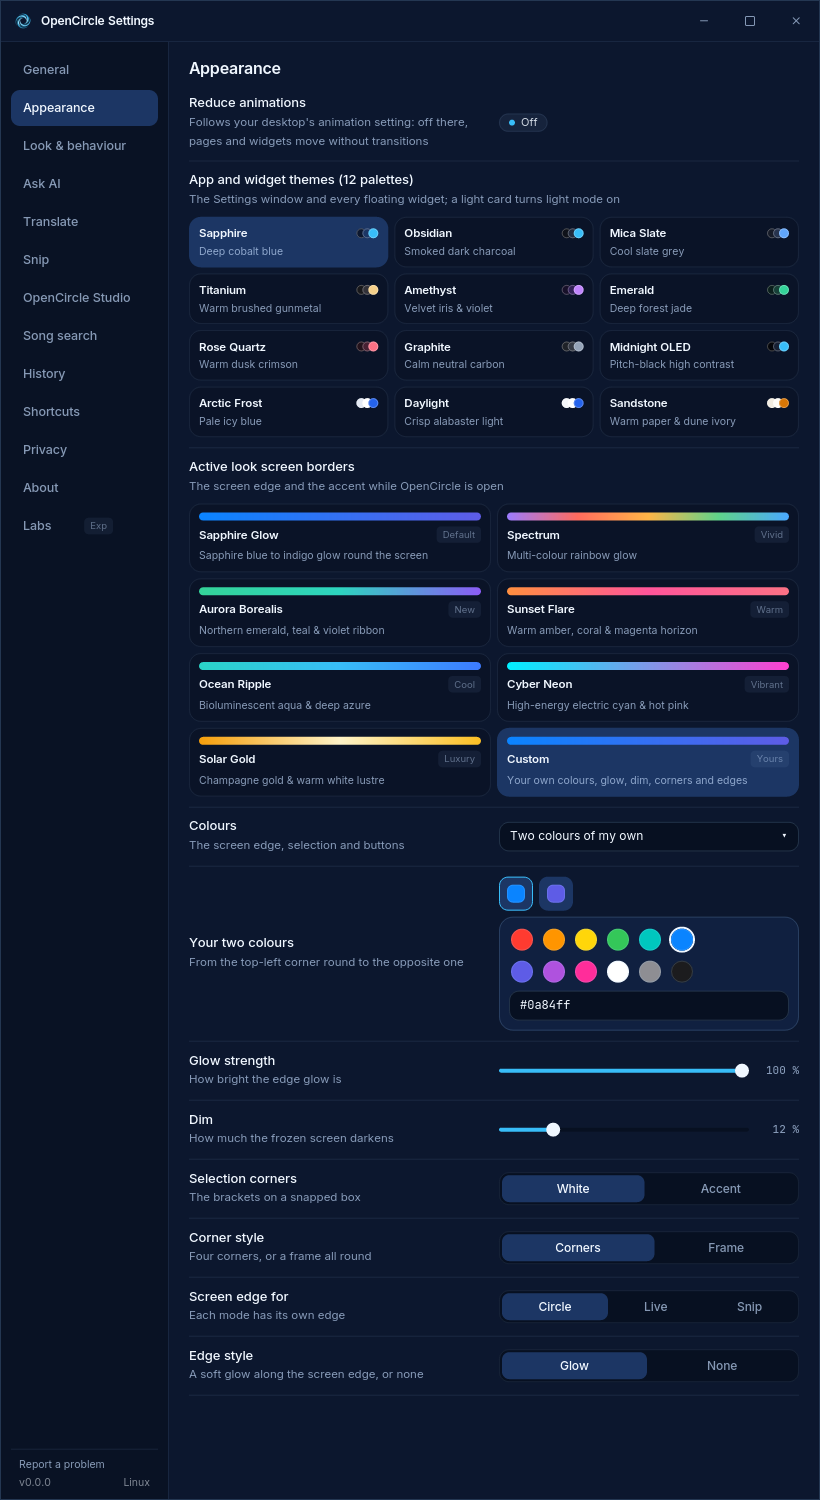 OpenCircle Settings
General
Appearance
Look & behaviour
Ask AI
Translate
Snip
OpenCircle Studio
Song search
History
Shortcuts
Privacy
About
Labs Exp
Report a problem
v0.0.0 Linux
Appearance
Reduce animations
Follows your desktop's animation setting: off there,
pages and widgets move without transitions
Off
App and widget themes (12 palettes)
The Settings window and every floating widget; a light card turns light mode on
Sapphire
Deep cobalt blue
Obsidian
Smoked dark charcoal
Mica Slate
Cool slate grey
Titanium
Warm brushed gunmetal
Amethyst
Velvet iris & violet
Emerald
Deep forest jade
Rose Quartz
Warm dusk crimson
Graphite
Calm neutral carbon
Midnight OLED
Pitch-black high contrast
Arctic Frost
Pale icy blue
Daylight
Crisp alabaster light
Sandstone
Warm paper & dune ivory
Active look screen borders
The screen edge and the accent while OpenCircle is open
Sapphire Glow Default
Sapphire blue to indigo glow round the screen
Spectrum Vivid
Multi-colour rainbow glow
Aurora Borealis New
Northern emerald, teal & violet ribbon
Sunset Flare Warm
Warm amber, coral & magenta horizon
Ocean Ripple Cool
Bioluminescent aqua & deep azure
Cyber Neon Vibrant
High-energy electric cyan & hot pink
Solar Gold Luxury
Champagne gold & warm white lustre
Custom Yours
Your own colours, glow, dim, corners and edges
Colours
The screen edge, selection and buttons
Two colours of my own
Your two colours
From the top-left corner round to the opposite one
#0a84ff
Glow strength
How bright the edge glow is
100 %
Dim
How much the frozen screen darkens
12 %
Selection corners
The brackets on a snapped box
White Accent
Corner style
Four corners, or a frame all round
Corners Frame
Screen edge for
Each mode has its own edge
Circle Live Snip
Edge style
A soft glow along the screen edge, or none
Glow None